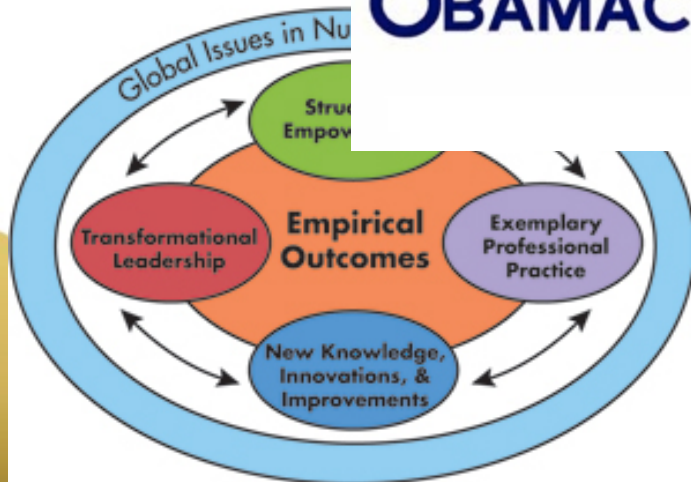 OBAMAC
Global Issues in Nu
Struc
Empow
Transformational
Leadership
Empirical
Outcomes
Exemplary
Professional
Practice
New Knowledge,
Innovations, &
Improvements